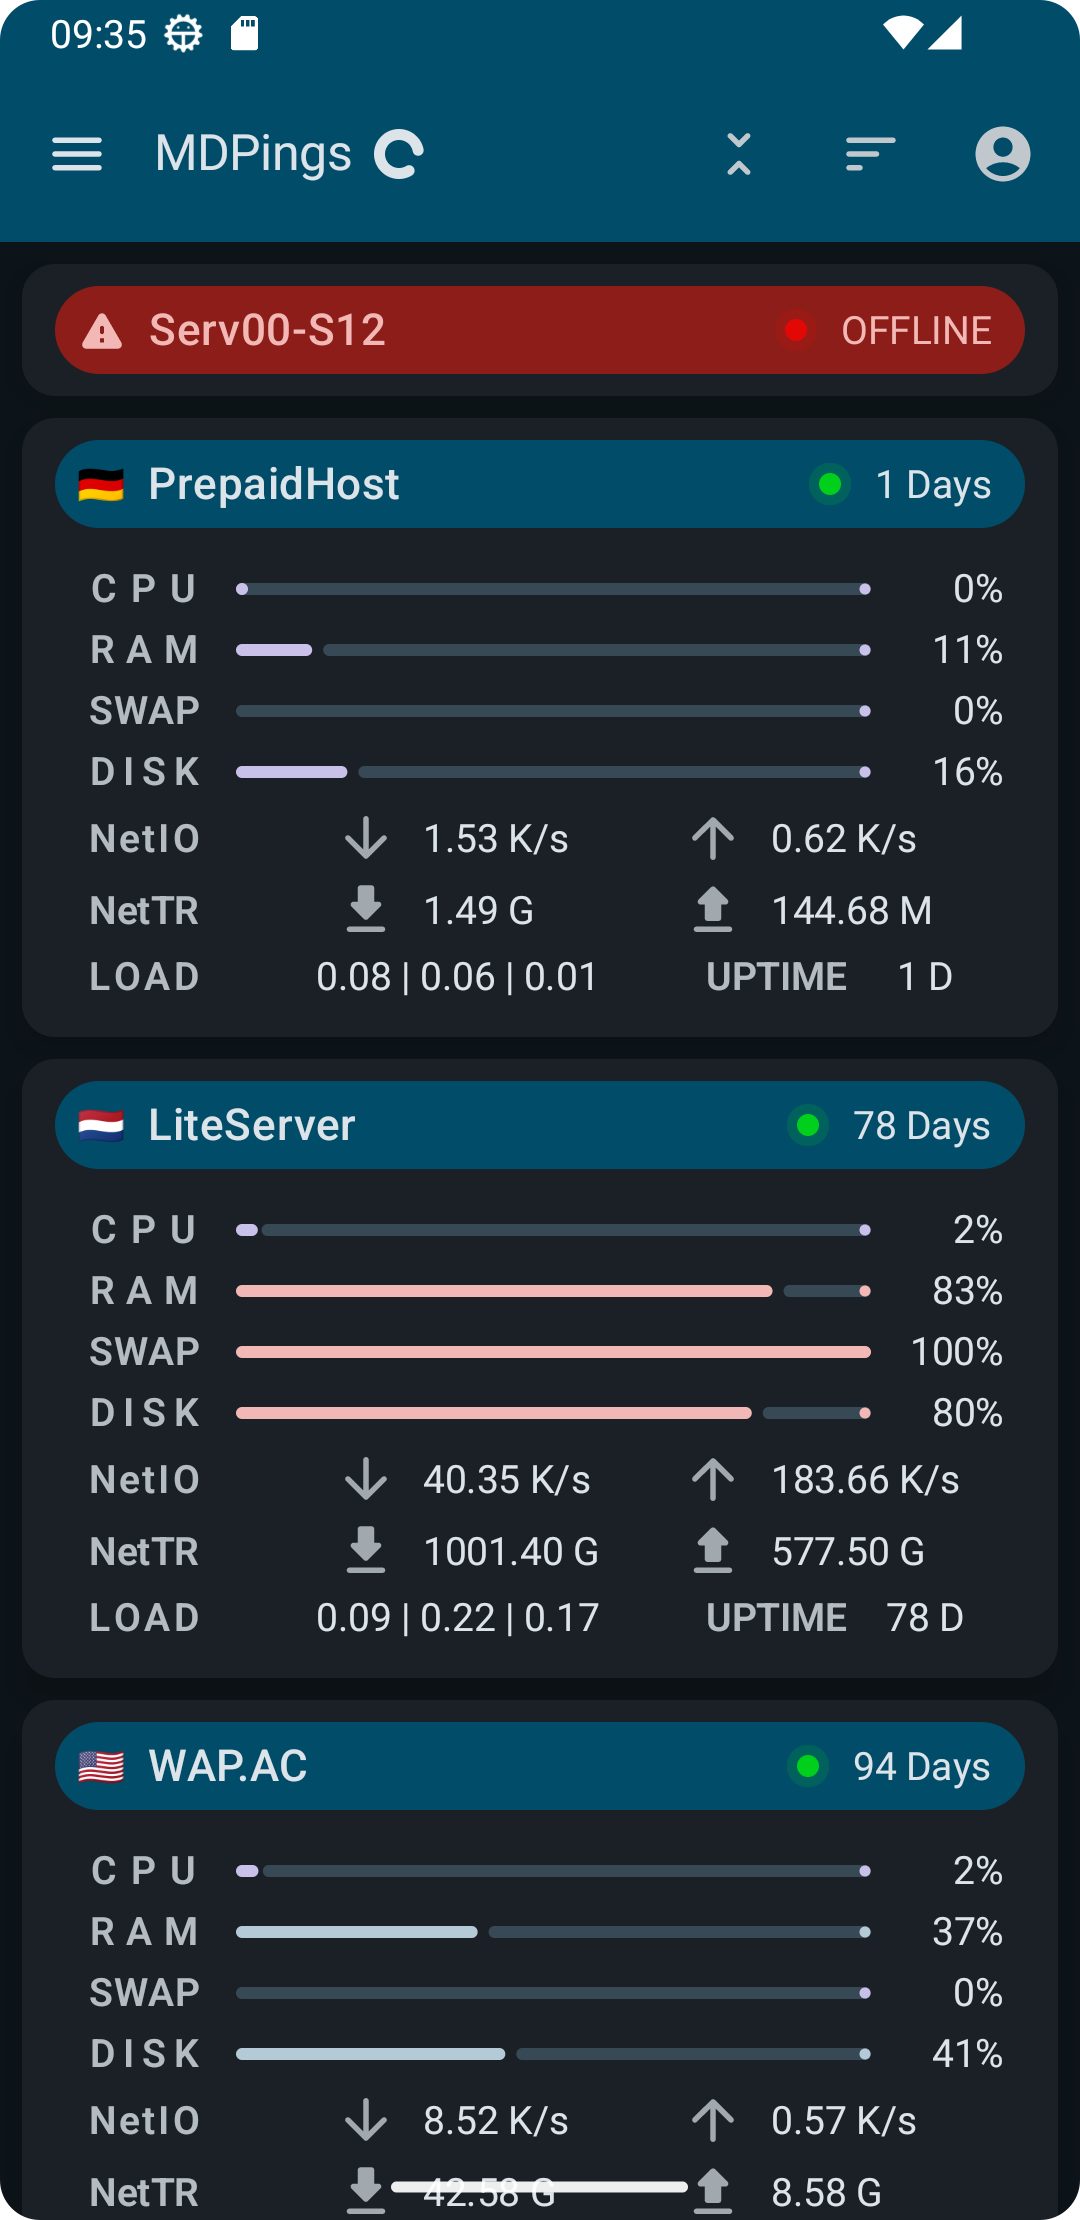 09:35
MDPings
Serv00-S12 OFFLINE
PrepaidHost 1 Days
CPU 0%
RAM 11%
SWAP 0%
DISK 16%
NetIO 1.53 K/s 0.62 K/s
NetTR 1.49 G 144.68 M
LOAD 0.08 | 0.06 | 0.01 UPTIME 1 D
LiteServer 78 Days
CPU 2%
RAM 83%
SWAP 100%
DISK 80%
NetIO 40.35 K/s 183.66 K/s
NetTR 1001.40 G 577.50 G
LOAD 0.09 | 0.22 | 0.17 UPTIME 78 D
WAP.AC 94 Days
CPU 2%
RAM 37%
SWAP 0%
DISK 41%
NetIO 8.52 K/s 0.57 K/s
NetTR 42.58 G 8.58 G